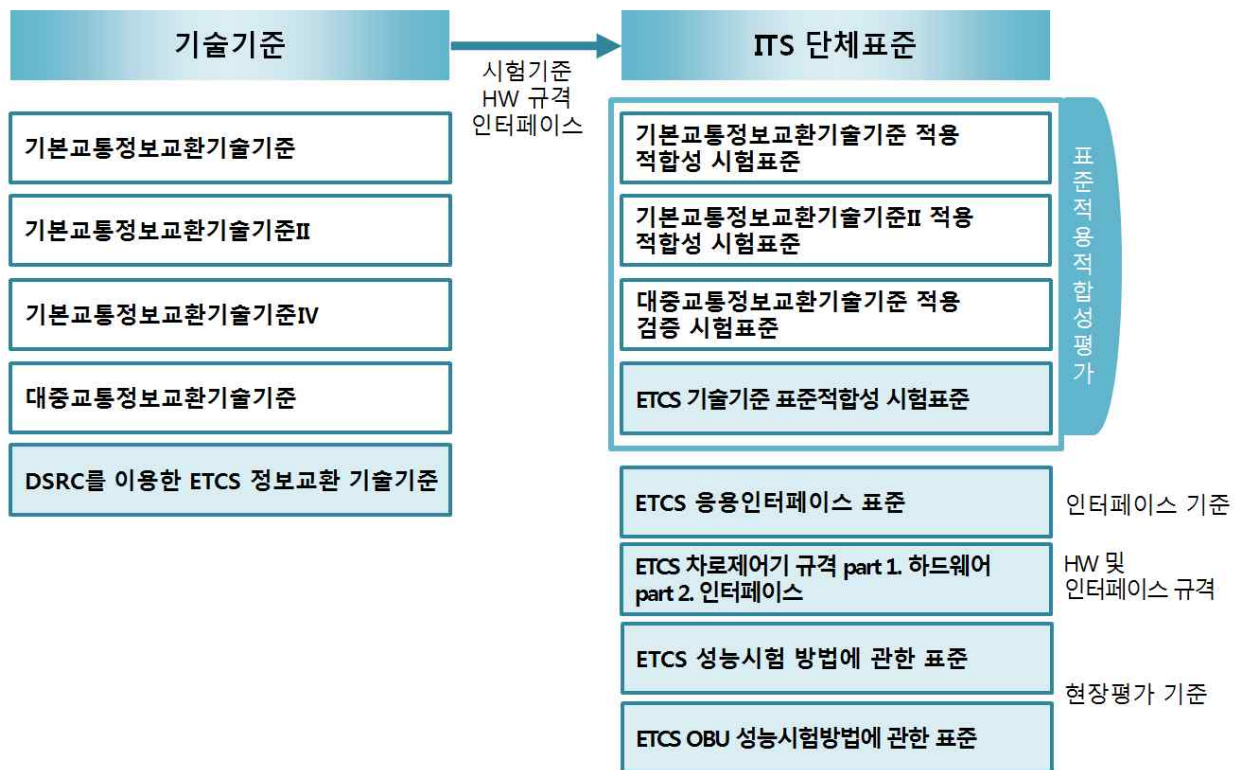 기술기준
시험기준
HW 규격
인터페이스
ITS 단체표준
기본교통정보교환기술기준
기본교통정보교환기술기준II
기본교통정보교환기술기준IV
대중교통정보교환기술기준
DSRC를 이용한 ETCS 정보교환 기술기준
기본교통정보교환기술기준 적용
적합성 시험표준
기본교통정보교환기술기준II 적용
적합성 시험표준
대중교통정보교환기술기준 적용
검증 시험표준
ETCS 기술기준 표준적합성 시험표준
표준적용적합성평가
ETCS 응용인터페이스 표준
인터페이스 기준
ETCS 차로제어기 규격 part 1. 하드웨어
part 2. 인터페이스
HW 및
인터페이스 규격
ETCS 성능시험 방법에 관한 표준
현장평가 기준
ETCS OBU 성능시험방법에 관한 표준